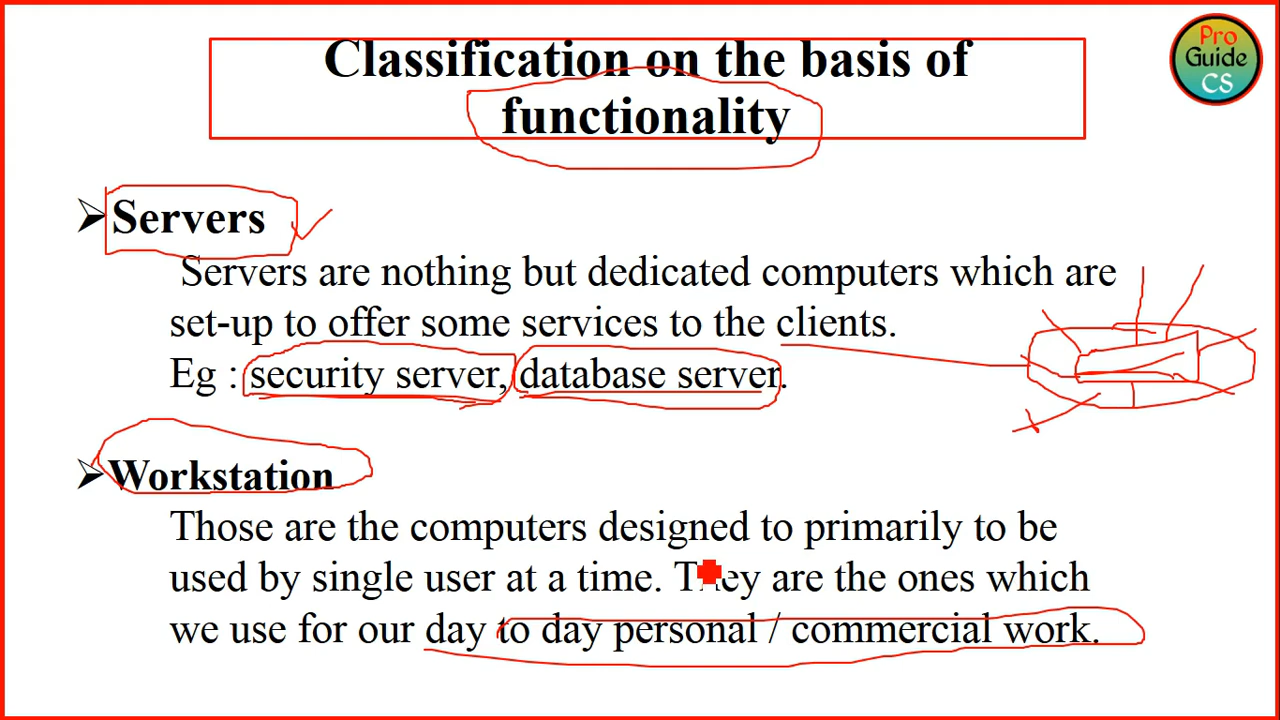 Classification on the basis of
functionality
Pro
Guide
CS
Servers
Servers are nothing but dedicated computers which are
set-up to offer some services to the clients.
Eg : security server, database server.
Workstation
Those are the computers designed to primarily to be
used by single user at a time. They are the ones which
we use for our day to day personal / commercial work.